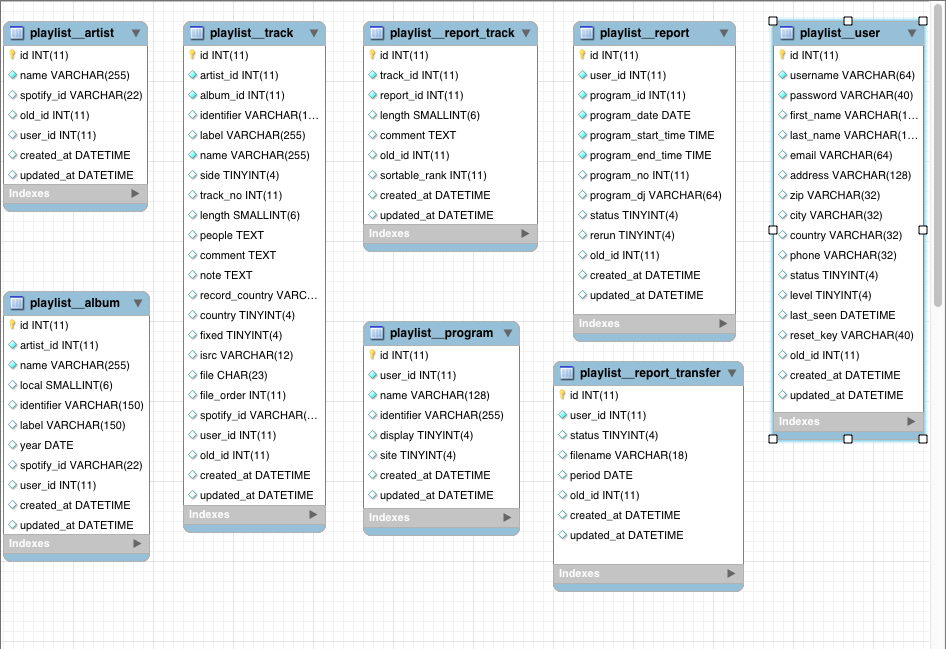 playlist__artist
id INT(11)
name VARCHAR(255)
spotify_id VARCHAR(22)
old_id INT(11)
user_id INT(11)
created_at DATETIME
updated_at DATETIME
Indexes
playlist__album
id INT(11)
artist_id INT(11)
name VARCHAR(255)
local SMALLINT(6)
identifier VARCHAR(150)
label VARCHAR(150)
year DATE
spotify_id VARCHAR(22)
user_id INT(11)
created_at DATETIME
updated_at DATETIME
Indexes
playlist__track
id INT(11)
artist_id INT(11)
album_id INT(11)
identifier VARCHAR(1...
label VARCHAR(255)
name VARCHAR(255)
side TINYINT(4)
track_no INT(11)
length SMALLINT(6)
people TEXT
comment TEXT
note TEXT
record_country VARC...
country TINYINT(4)
fixed TINYINT(4)
isrc VARCHAR(12)
file CHAR(23)
file_order INT(11)
spotify_id VARCHAR(...
user_id INT(11)
old_id INT(11)
created_at DATETIME
updated_at DATETIME
Indexes
playlist__report_track
id INT(11)
track_id INT(11)
report_id INT(11)
length SMALLINT(6)
comment TEXT
old_id INT(11)
sortable_rank INT(11)
created_at DATETIME
updated_at DATETIME
Indexes
playlist__program
id INT(11)
user_id INT(11)
name VARCHAR(128)
identifier VARCHAR(255)
display TINYINT(4)
site TINYINT(4)
created_at DATETIME
updated_at DATETIME
Indexes
playlist__report
id INT(11)
user_id INT(11)
program_id INT(11)
program_date DATE
program_start_time TIME
program_end_time TIME
program_no INT(11)
program_dj VARCHAR(64)
status TINYINT(4)
rerun TINYINT(4)
old_id INT(11)
created_at DATETIME
updated_at DATETIME
Indexes
playlist__report_transfer
id INT(11)
user_id INT(11)
status TINYINT(4)
filename VARCHAR(18)
period DATE
old_id INT(11)
created_at DATETIME
updated_at DATETIME
Indexes
playlist__user
id INT(11)
username VARCHAR(64)
password VARCHAR(40)
first_name VARCHAR(1...
last_name VARCHAR(1...
email VARCHAR(64)
address VARCHAR(128)
zip VARCHAR(32)
city VARCHAR(32)
country VARCHAR(32)
phone VARCHAR(32)
status TINYINT(4)
level TINYINT(4)
last_seen DATETIME
reset_key VARCHAR(40)
old_id INT(11)
created_at DATETIME
updated_at DATETIME
Indexes